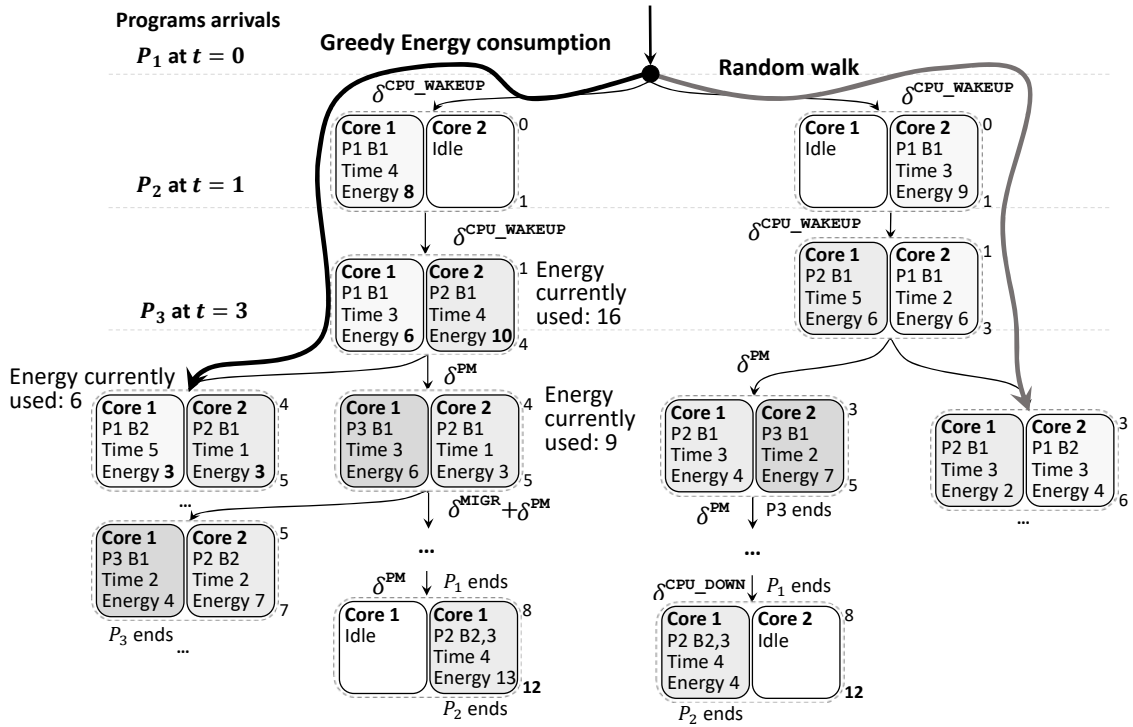 Programs arrivals
P1 at t = 0
Greedy Energy consumption
Random walk
δCPU_WAKEUP
δCPU_WAKEUP
Core 1
P1 B1
Time 4
Energy 8
Core 2
Idle
0
1
Core 1
Idle
Core 2
P1 B1
Time 3
Energy 9
0
1
P2 at t = 1
δCPU_WAKEUP
δCPU_WAKEUP
Core 1
P1 B1
Time 3
Energy 6
Core 2
P2 B1
Time 4
Energy 10
1
4
Energy
currently
used: 16
Core 1
P2 B1
Time 5
Energy 6
Core 2
P1 B1
Time 2
Energy 6
1
3
P3 at t = 3
δPM
δPM
Energy currently
used: 6
Core 1
P1 B2
Time 5
Energy 3
Core 2
P2 B1
Time 1
Energy 3
4
5
...
Core 1
P3 B1
Time 3
Energy 6
Core 2
P2 B1
Time 1
Energy 3
4
5
Energy
currently
used: 9
Core 1
P2 B1
Time 3
Energy 4
Core 2
P3 B1
Time 2
Energy 7
3
5
Core 1
P2 B1
Time 3
Energy 2
Core 2
P1 B2
Time 3
Energy 4
3
6
...
δMIGR+δPM
δPM
P3 ends
Core 1
P3 B1
Time 2
Energy 4
Core 2
P2 B2
Time 2
Energy 7
5
7
P3 ends
...
...
...
δPM
P1 ends
Core 1
Idle
Core 1
P2 B2,3
Time 4
Energy 13
8
12
P2 ends
δCPU_DOWN
P1 ends
Core 1
P2 B2,3
Time 4
Energy 4
Core 2
Idle
8
12
P2 ends